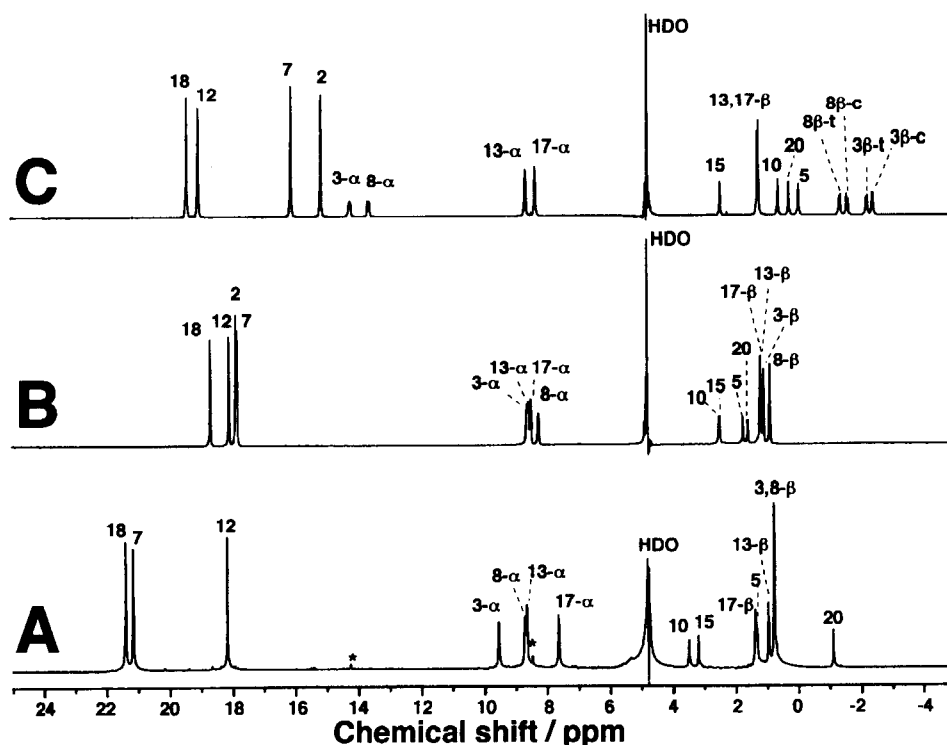 HDO
18
12
7
2
3-α
8-α
13-α
17-α
15
13,17-β
10
20
5
8β-t
8β-c
3β-t
3β-c
C
HDO
18
12
2
7
3-α
13-α
17-α
8-α
10
15
5
20
17-β
13-β
3-β
8-β
B
18
7
12
*
3-α
8-α
13-α
*
17-α
HDO
10
15
17-β
5
13-β
3,8-β
20
A
24 22 20 18 16 14 12 10 8 6 4 2 0 -2 -4
Chemical shift / ppm